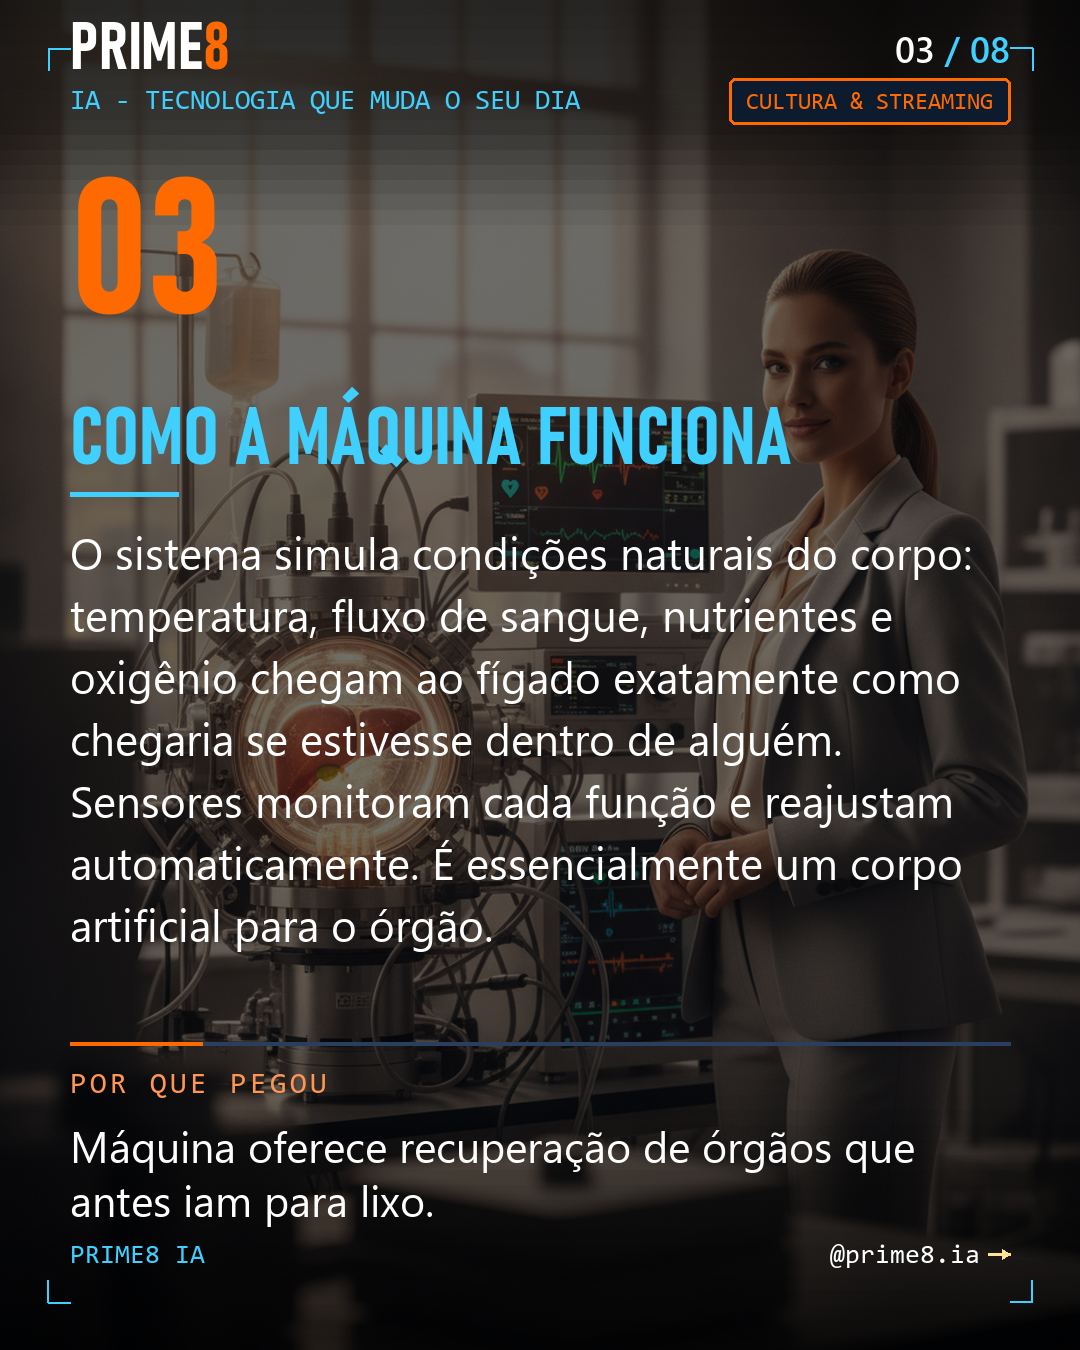 PRIME8
03 / 08
IA - TECNOLOGIA QUE MUDA O SEU DIA
CULTURA & STREAMING
03
COMO A MÁQUINA FUNCIONA
O sistema simula condições naturais do corpo:
temperatura, fluxo de sangue, nutrientes e
oxigênio chegam ao fígado exatamente como
chegaria se estivesse dentro de alguém.
Sensores monitoram cada função e reajustam
automaticamente. É essencialmente um corpo
artificial para o órgão.
POR QUE PEGOU
Máquina oferece recuperação de órgãos que
antes iam para lixo.
PRIME8 IA
@prime8.ia